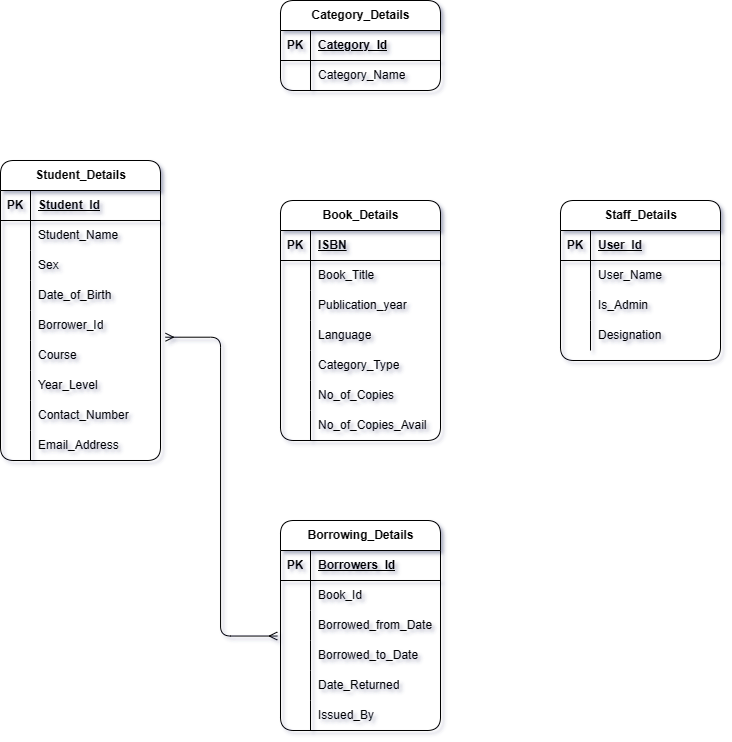 Category_Details
PK Category_Id
Category_Name
Student_Details
PK Student_Id
Student_Name
Sex
Date_of_Birth
Borrower_Id
Course
Year_Level
Contact_Number
Email_Address
Book_Details
PK ISBN
Book_Title
Publication_year
Language
Category_Type
No_of_Copies
No_of_Copies_Avail
Staff_Details
PK User_Id
User_Name
Is_Admin
Designation
Borrowing_Details
PK Borrowers_Id
Book_Id
Borrowed_from_Date
Borrowed_to_Date
Date_Returned
Issued_By